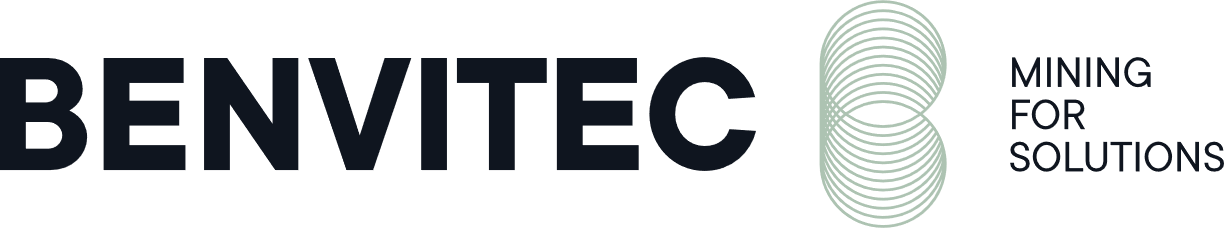 BENVITEC
MINING
FOR
SOLUTIONS